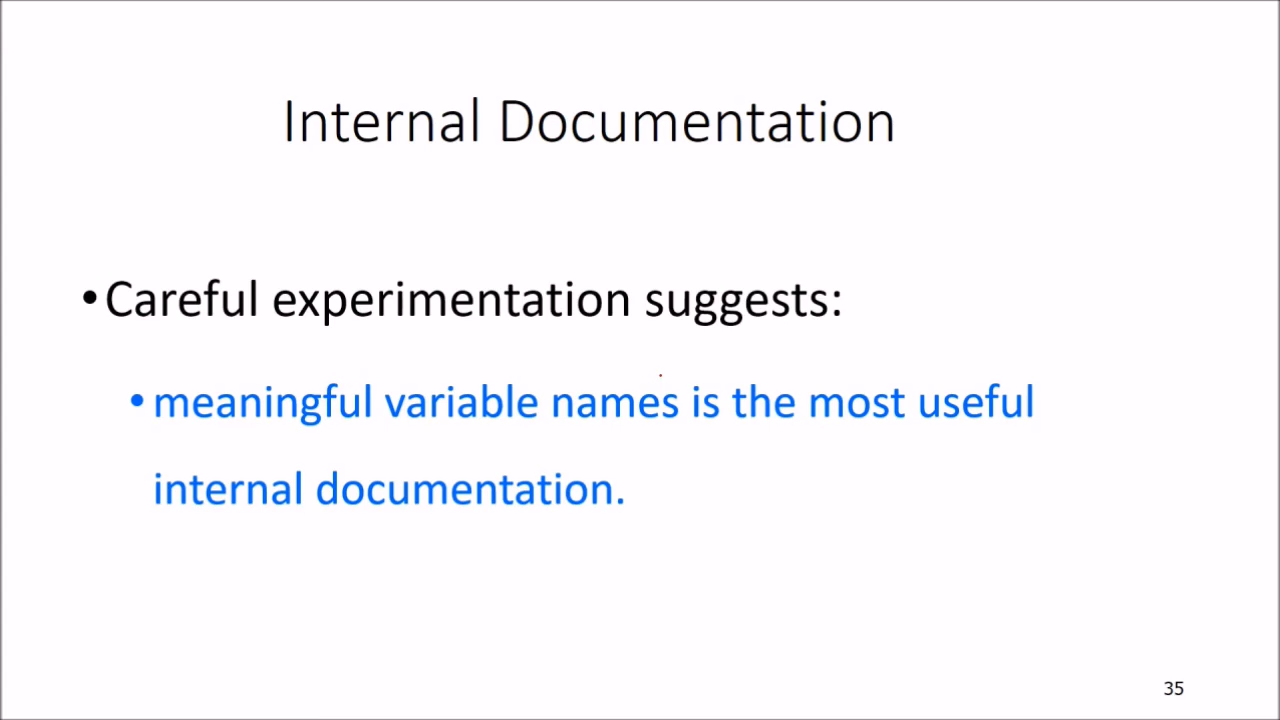 Internal Documentation
•Careful experimentation suggests:
•meaningful variable names is the most useful
internal documentation.
35